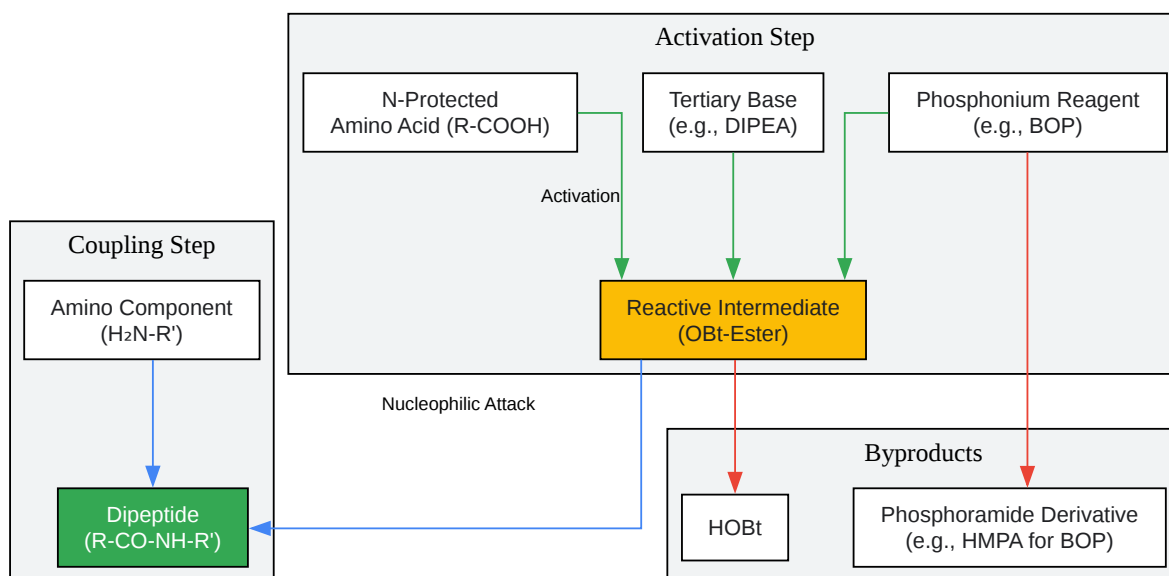 Activation Step
N-Protected
Amino Acid (R-COOH)
Tertiary Base
(e.g., DIPEA)
Phosphonium Reagent
(e.g., BOP)
Activation
Reactive Intermediate
(OBt-Ester)
Coupling Step
Amino Component
(H₂N-R')
Nucleophilic Attack
Dipeptide
(R-CO-NH-R')
Byproducts
HOBt
Phosphoramide Derivative
(e.g., HMPA for BOP)